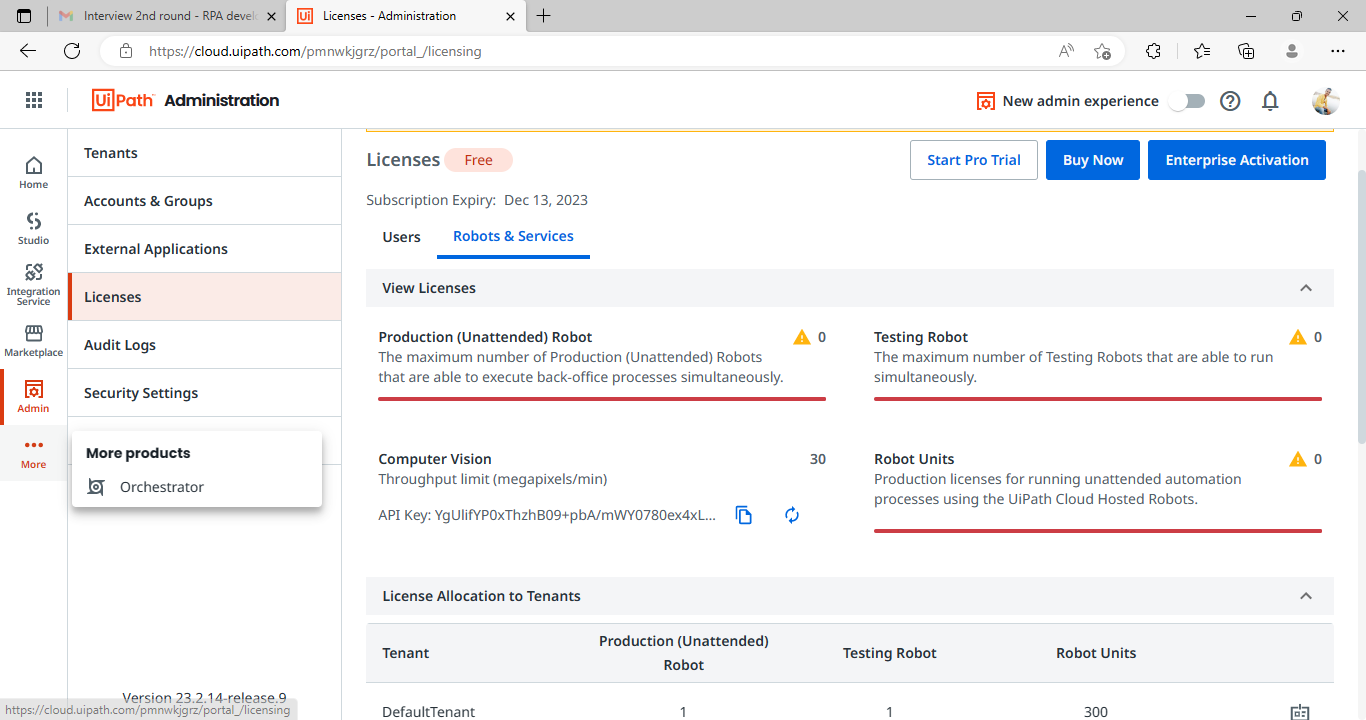 Interview 2nd round - RPA devel
Licenses - Administration
https://cloud.uipath.com/pmnwkjgrz/portal_/licensing
UiPath Administration
New admin experience
Home
Studio
Integration
Service
Marketplace
Admin
More
Tenants
Accounts & Groups
External Applications
Licenses
Audit Logs
Security Settings
More products
Orchestrator
Version 23.2.14-release.9
https://cloud.uipath.com/pmnwkjgrz/portal_/licensing
Licenses Free
Start Pro Trial
Buy Now
Enterprise Activation
Subscription Expiry: Dec 13, 2023
Users
Robots & Services
View Licenses
Production (Unattended) Robot 0
The maximum number of Production (Unattended) Robots
that are able to execute back-office processes simultaneously.
Testing Robot 0
The maximum number of Testing Robots that are able to run
simultaneously.
Computer Vision 30
Throughput limit (megapixels/min)
API Key: YgUlifYP0xThzhB09+pbA/mWY0780ex4xL...
Robot Units 0
Production licenses for running unattended automation
processes using the UiPath Cloud Hosted Robots.
License Allocation to Tenants
Tenant
Production (Unattended)
Robot
Testing Robot
Robot Units
DefaultTenant 1 1 300